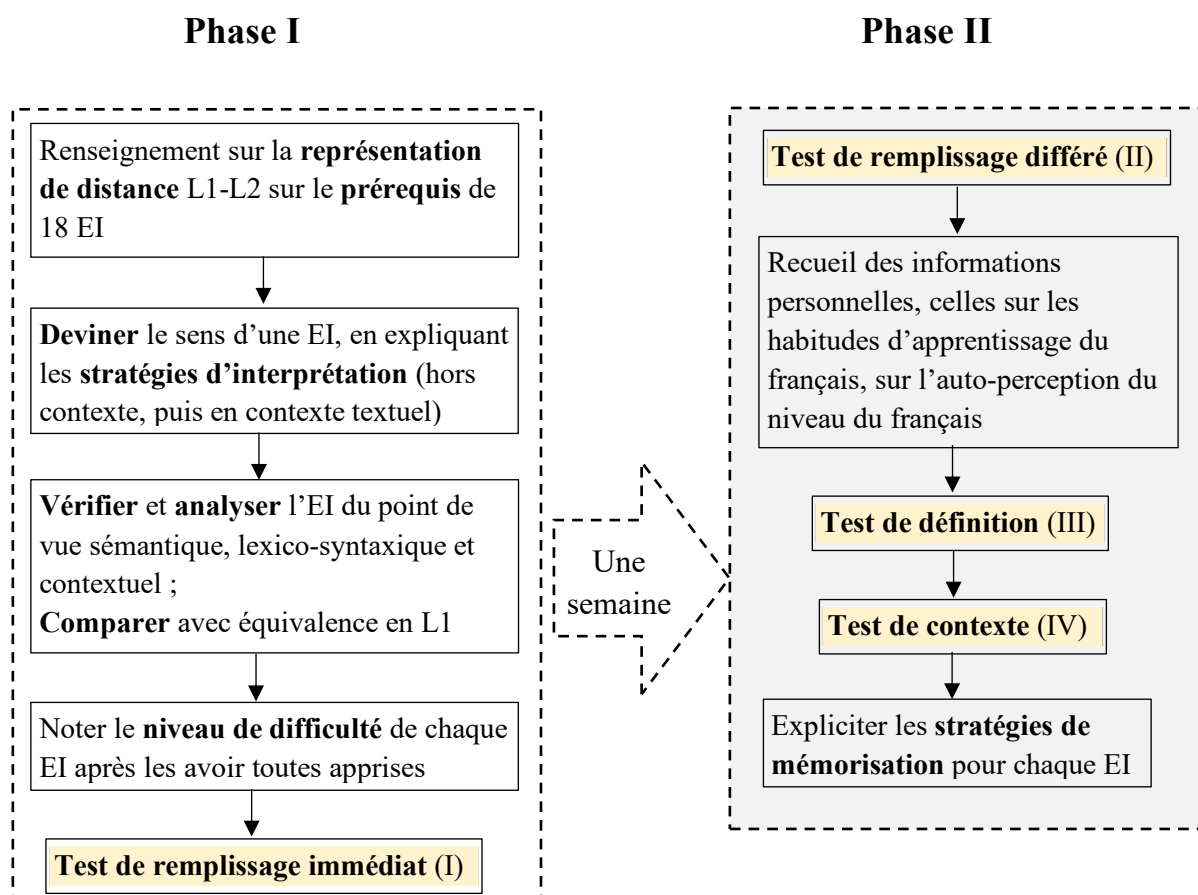 Phase I
Renseignement sur la représentation
de distance L1-L2 sur le prérequis de
18 EI
Deviner le sens d’une EI, en expliquant
les stratégies d’interprétation (hors
contexte, puis en contexte textuel)
Vérifier et analyser l’EI du point de
vue sémantique, lexico-syntaxique et
contextuel ;
Comparer avec équivalence en L1
Noter le niveau de difficulté de chaque
EI après les avoir toutes apprises
Test de remplissage immédiat (I)
Une
semaine
Phase II
Test de remplissage différé (II)
Recueil des informations
personnelles, celles sur les
habitudes d’apprentissage du
français, sur l’auto-perception du
niveau du français
Test de définition (III)
Test de contexte (IV)
Expliciter les stratégies de
mémorisation pour chaque EI